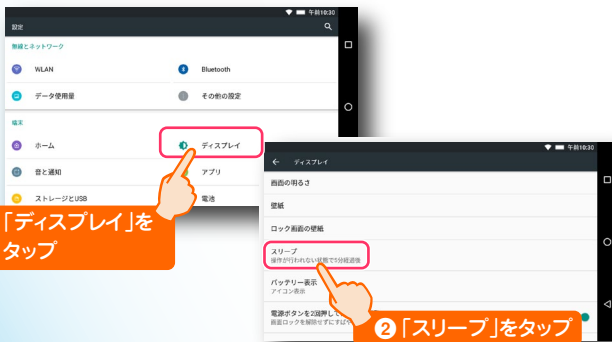 午前10:30
設定
無線とネットワーク
WLAN
Bluetooth
データ使用量
その他の設定
端末
ホーム
ディスプレイ
音と通知
アプリ
ストレージとUSB
電池
「ディスプレイ」を
タップ
午前10:30
ディスプレイ
画面の明るさ
壁紙
ロック画面の壁紙
スリープ
操作が行われない状態で5分経過後
バッテリー表示
アイコン表示
電源ボタンを2回押し
画面ロックを解除せずにすばや
2 「スリープ」をタップ